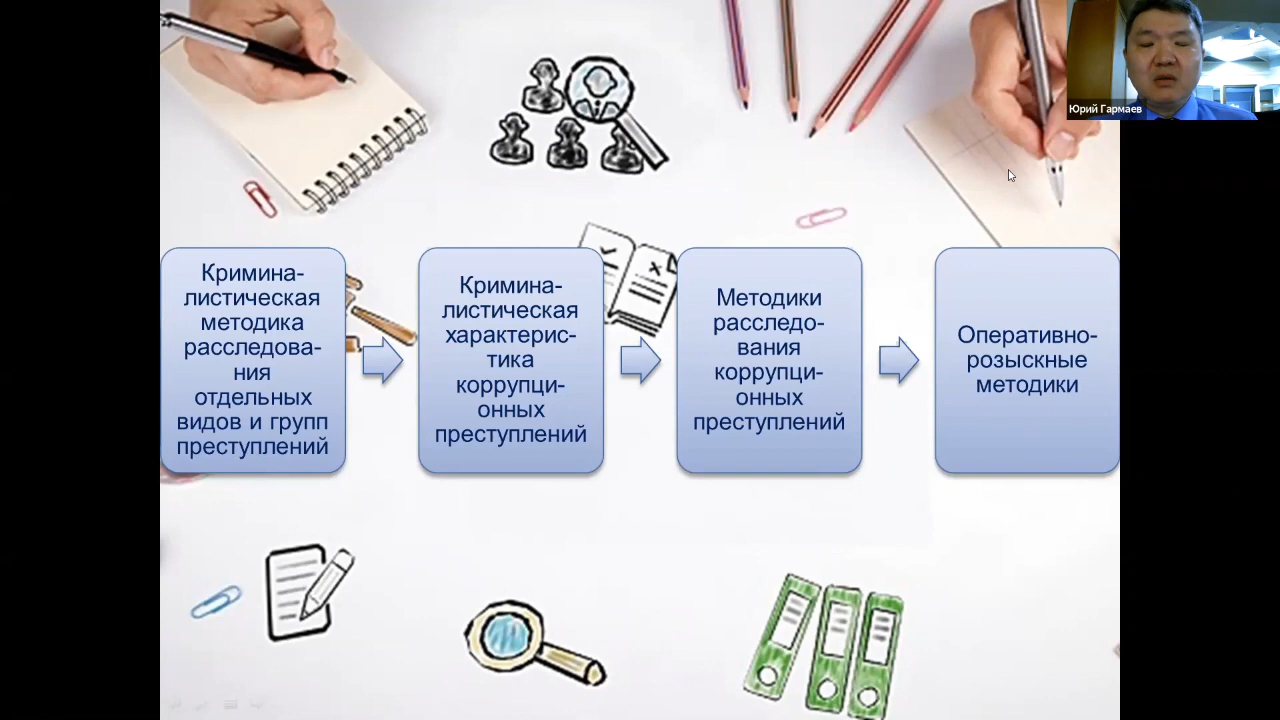 Юрий Гармаев
Кримина-
листическая
методика
расследова-
ния
отдельных
видов и групп
преступлений
Кримина-
листическая
характерис-
тика
коррупци-
онных
преступлений
Методики
расследо-
вания
коррупци-
онных
преступлений
Оперативно-
розыскные
методики